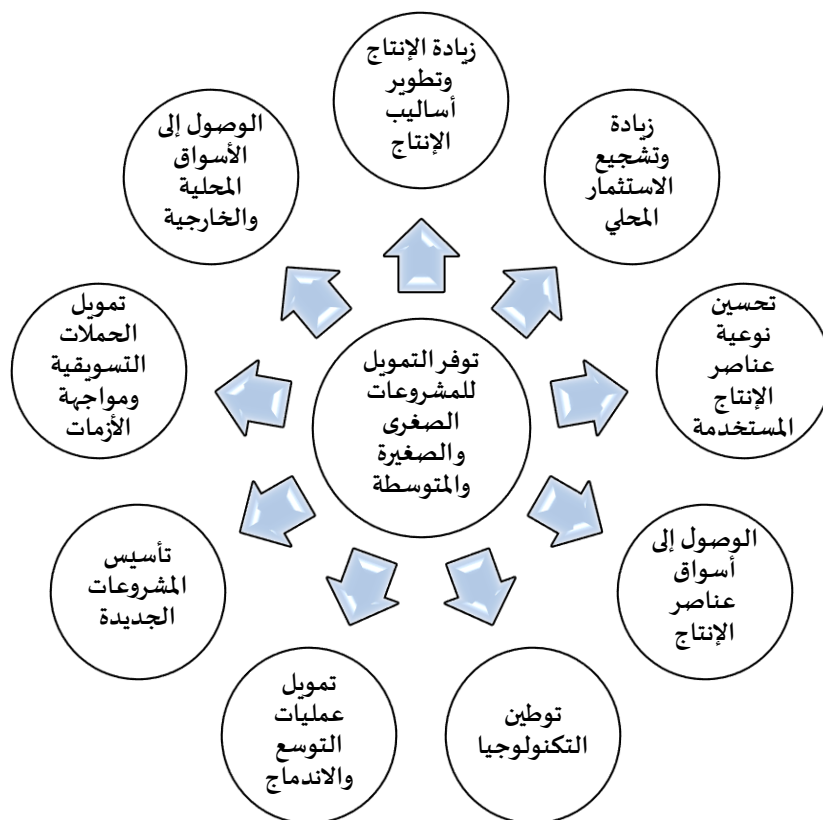 زيادة الإنتاج
وتطوير
أساليب
الإنتاج
زيادة
وتشجيع
الاستثمار
المحلي
تحسين
نوعية
عناصر
الإنتاج
المستخدمة
الوصول إلى
أسواق
عناصر
الإنتاج
توطين
التكنولوجيا
تمويل
عمليات
التوسع
والاندماج
تأسيس
المشروعات
الجديدة
تمويل
الحملات
التسويقية
ومواجهة
الأزمات
الوصول إلى
الأسواق
المحلية
والخارجية
توفر التمويل
للمشروعات
الصغرى
والصغيرة
والمتوسطة